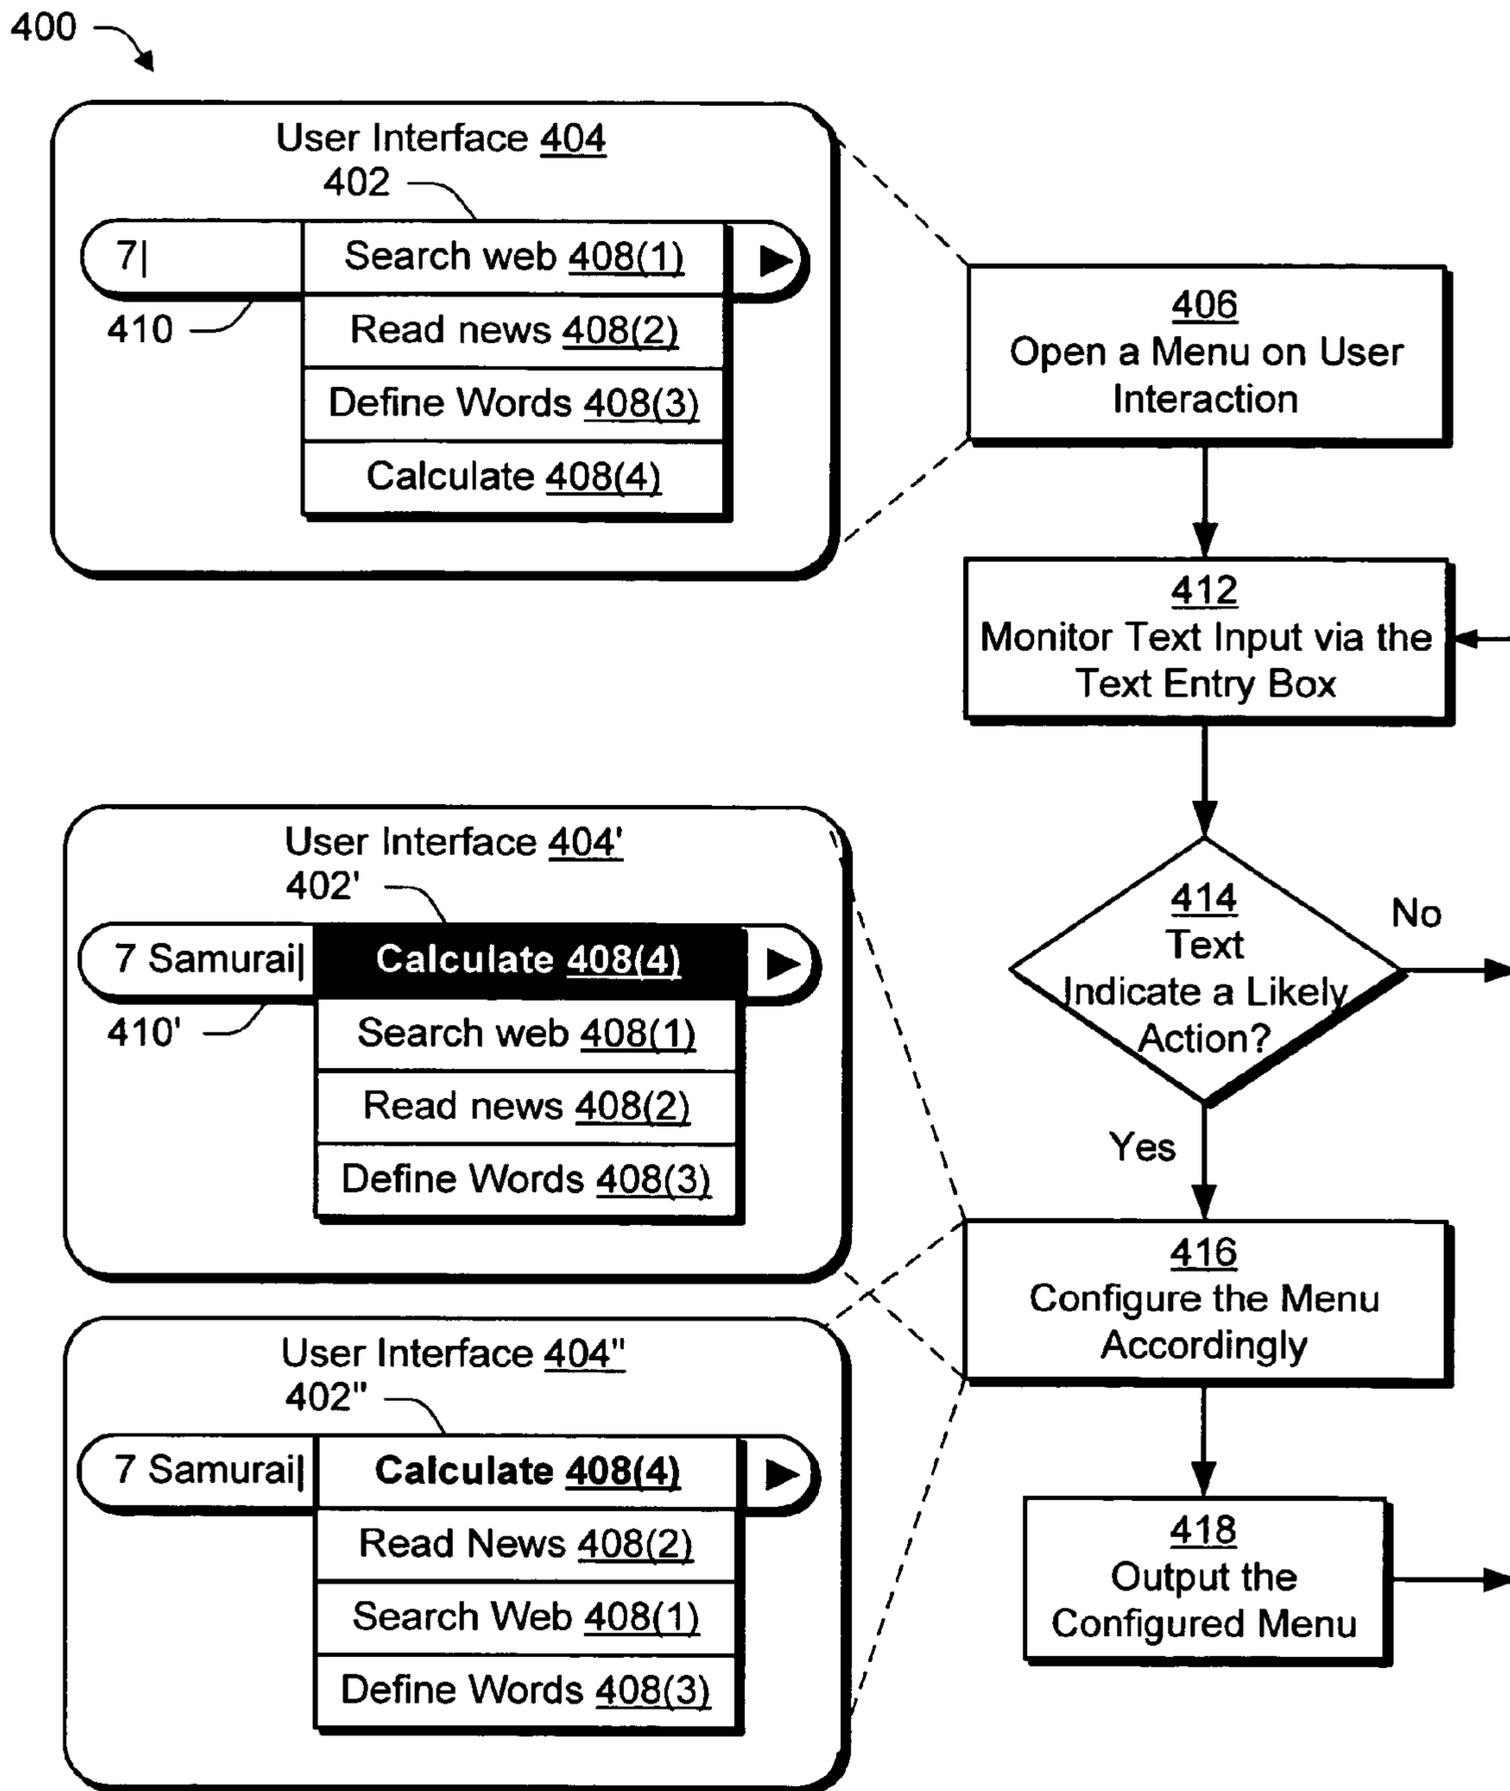 400
User Interface 404
402
7| Search web 408(1)
410 Read news 408(2)
Define Words 408(3)
Calculate 408(4)
406
Open a Menu on User
Interaction
412
Monitor Text Input via the
Text Entry Box
414
Text
Indicate a Likely
Action?
No
Yes
User Interface 404'
402'
7 Samurai| Calculate 408(4)
410' Search web 408(1)
Read news 408(2)
Define Words 408(3)
416
Configure the Menu
Accordingly
User Interface 404"
402"
7 Samurai| Calculate 408(4)
Read News 408(2)
Search Web 408(1)
Define Words 408(3)
418
Output the
Configured Menu